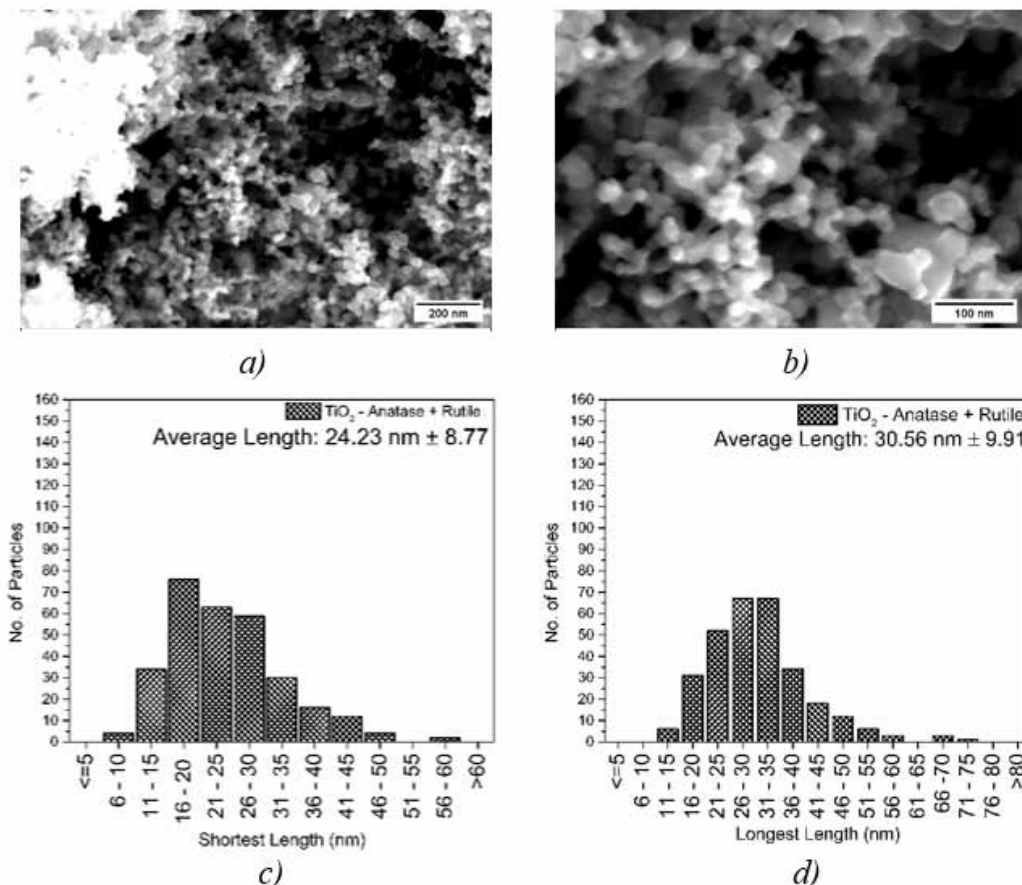 200 nm
100 nm
a)
b)
160
150
140
130
120
110
100
90
80
70
60
50
40
30
20
10
0
No. of Particles
TiO₂ - Anatase + Rutile
Average Length: 24.23 nm ± 8.77
<=5
6 - 10
11 - 15
16 - 20
21 - 25
26 - 30
31 - 35
36 - 40
41 - 45
46 - 50
51 - 55
56 - 60
>60
Shortest Length (nm)
c)
160
150
140
130
120
110
100
90
80
70
60
50
40
30
20
10
0
No. of Particles
TiO₂ - Anatase + Rutile
Average Length: 30.56 nm ± 9.91
<=5
6 - 10
11 - 15
16 - 20
21 - 25
26 - 30
31 - 35
36 - 40
41 - 45
46 - 50
51 - 55
56 - 60
66 -70
71 - 75
76 - 80
>80
Longest Length (nm)
d)